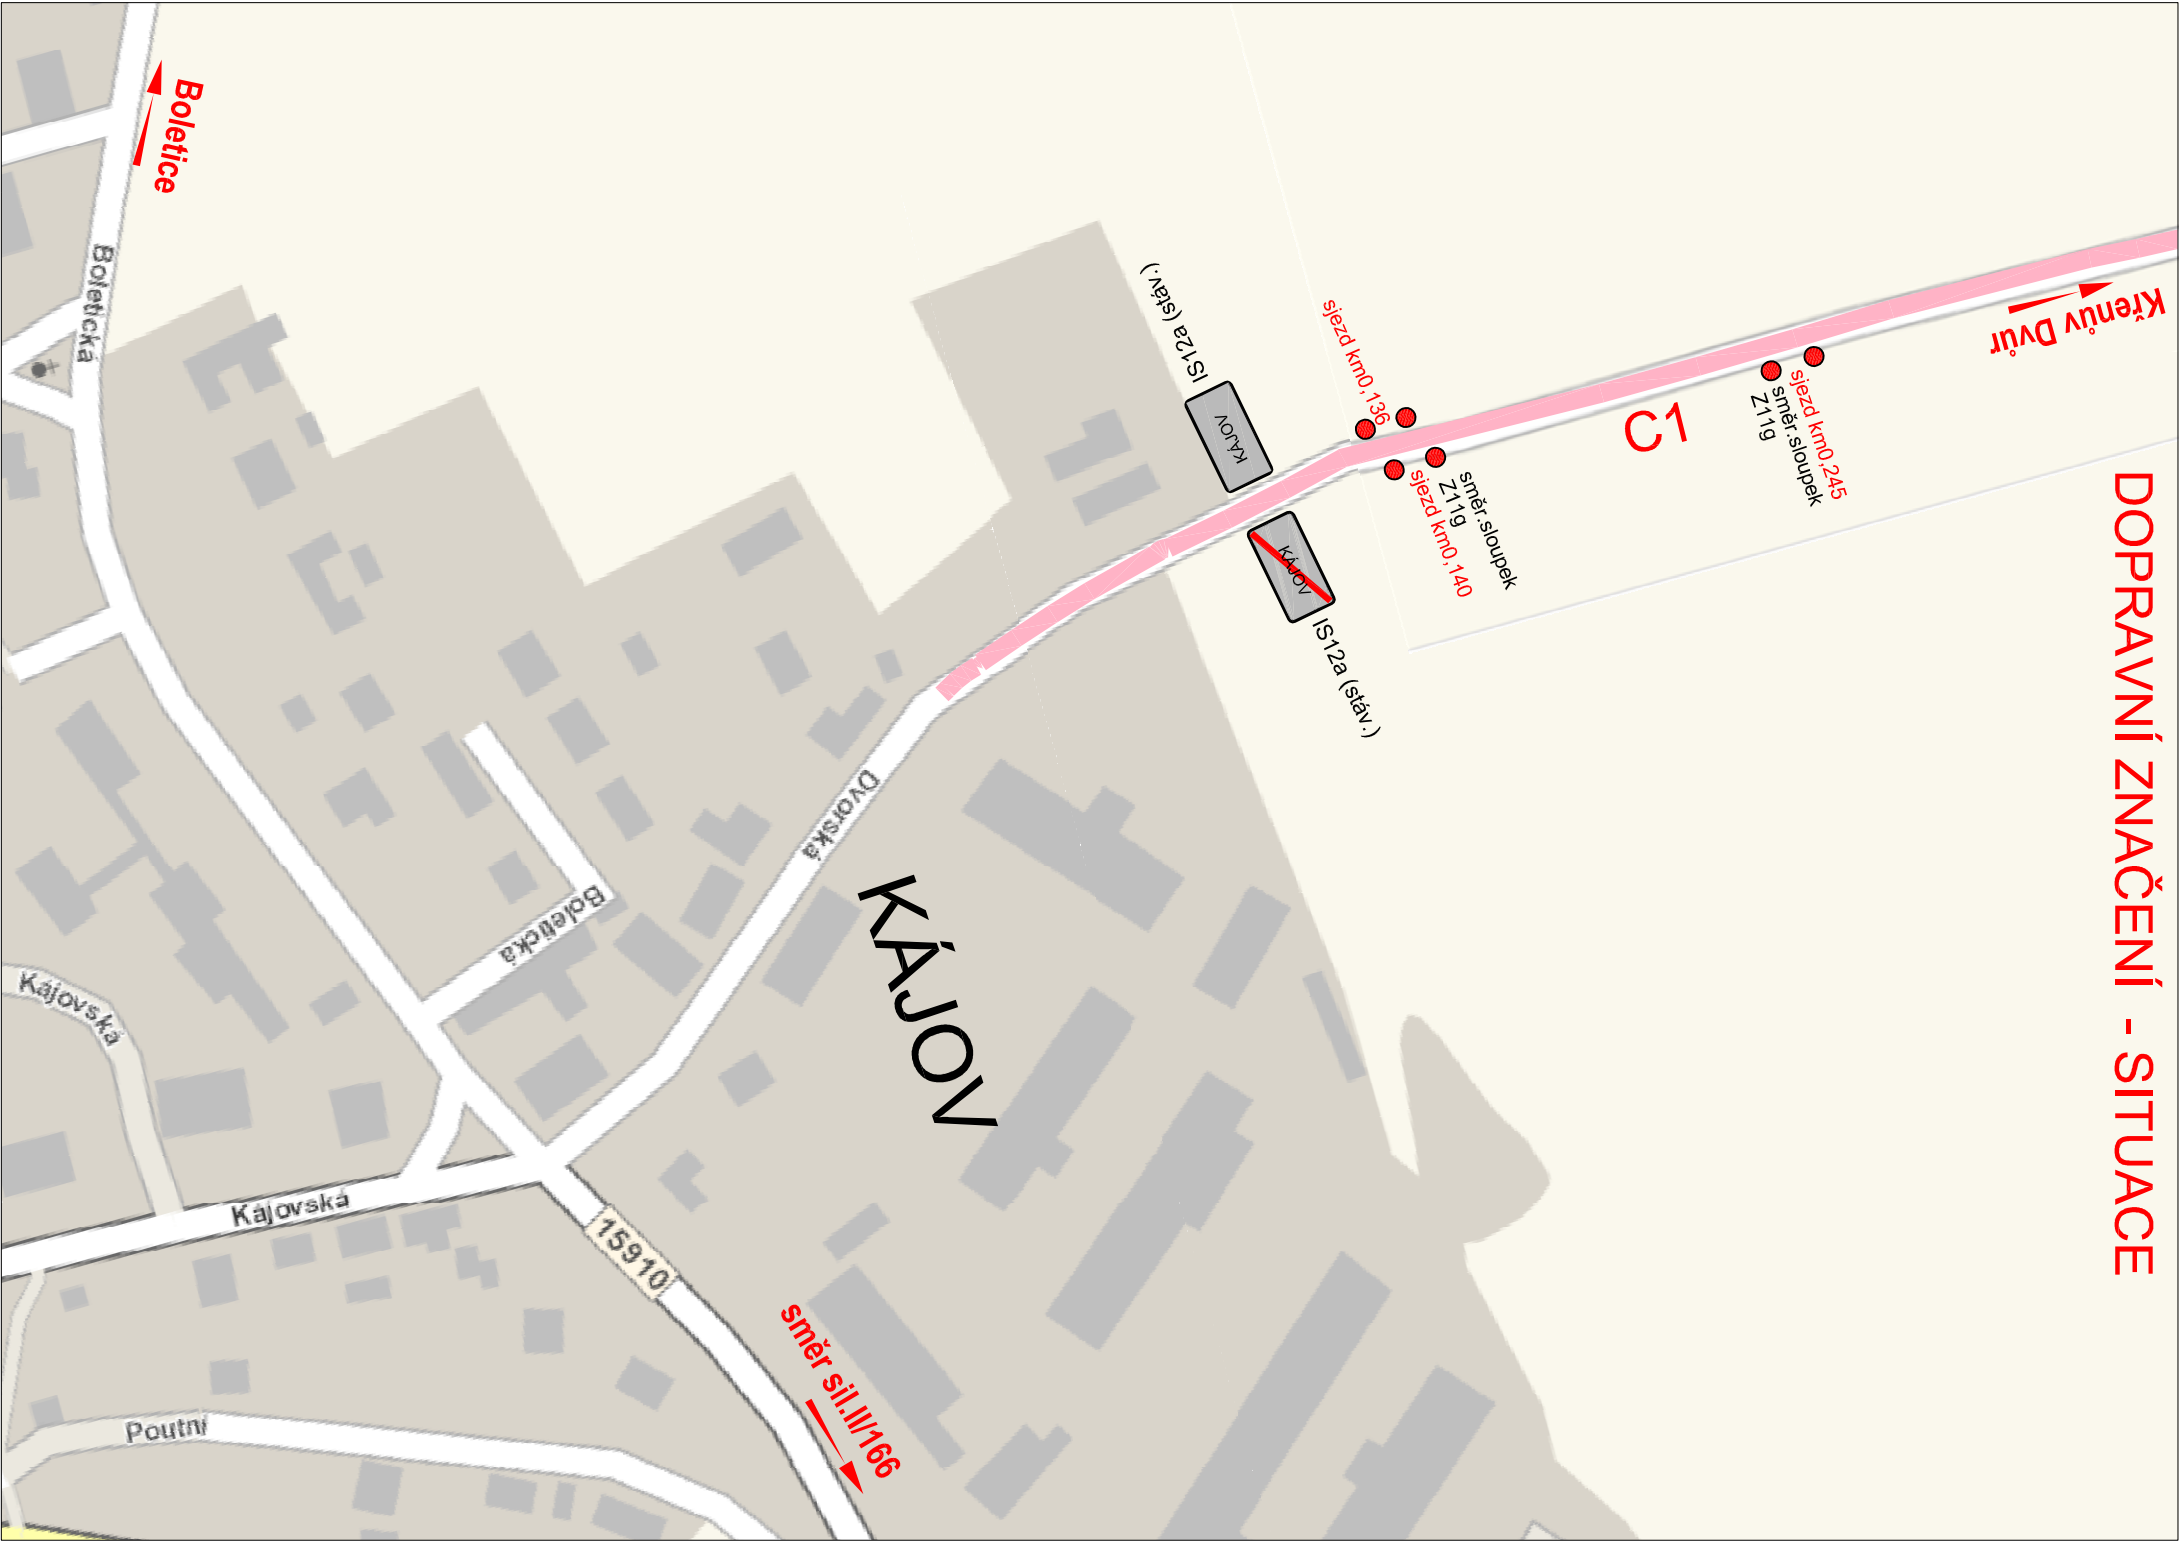 DOPRAVNÍ ZNAČENÍ - SITUACE
Křenův Dvůr
sjezd km0,245
směr.sloupek
Z11g
C1
směr.sloupek
Z11g
sjezd km0,140
sjezd km0,136
IS12a (stáv.)
KÁJOV
KÁJOV
IS12a (stáv.)
KÁJOV
Dvorská
Boletice
Boletická
Boletická
Kájovská
Kájovská
15910
směr sil.II/166
Poutní